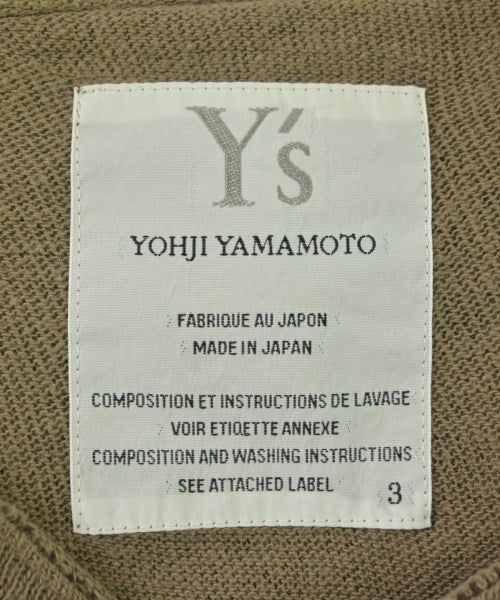 Y's
YOHJI YAMAMOTO
FABRIQUE AU JAPON
MADE IN JAPAN
COMPOSITION ET INSTRUCTIONS DE LAVAGE
VOIR ETIQETTE ANNEXE
COMPOSITION AND WASHING INSTRUCTIONS
SEE ATTACHED LABEL
3